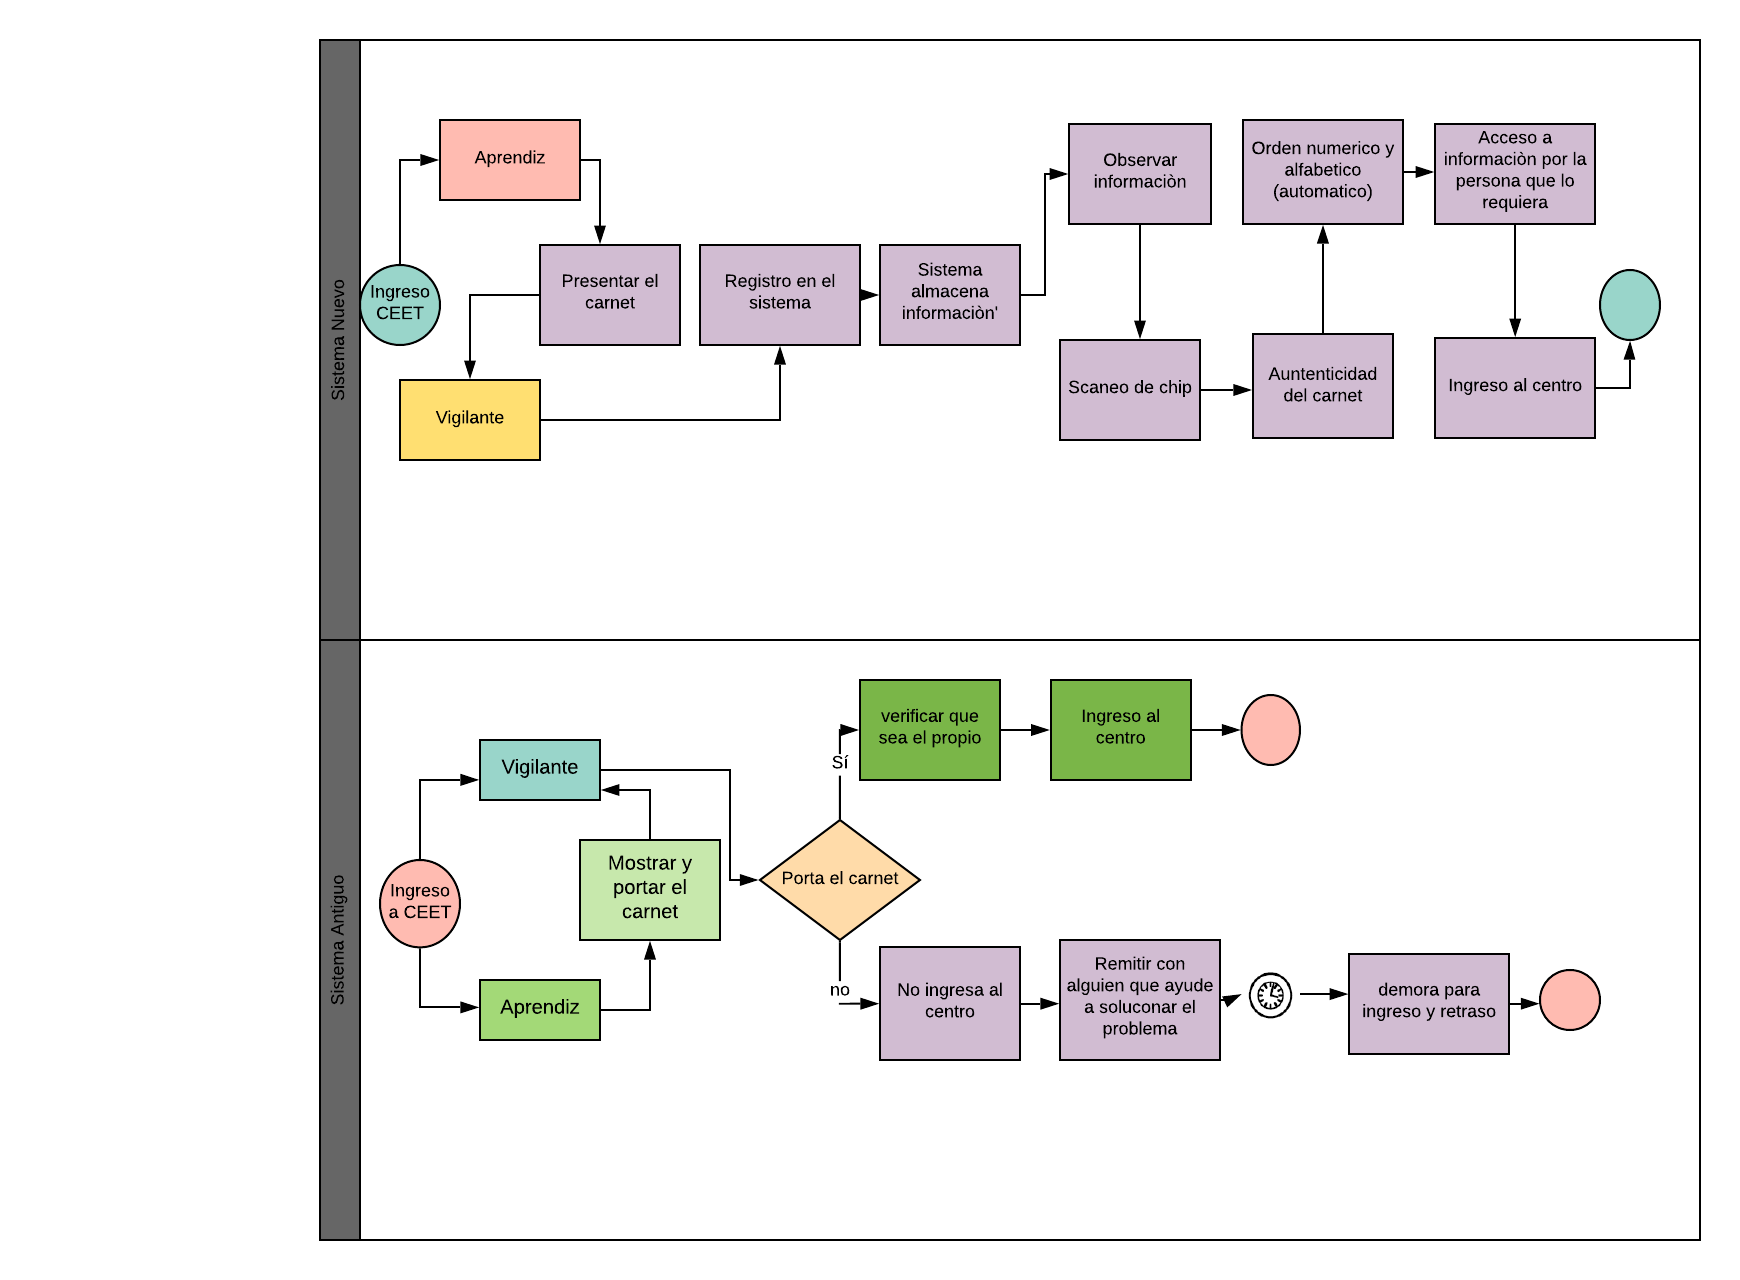 Sistema Nuevo
Ingreso
CEET
Aprendiz
Presentar el
carnet
Vigilante
Registro en el
sistema
Sistema
almacena
informaciòn'
Observar
informaciòn
Scaneo de chip
Auntenticidad
del carnet
Orden numerico y
alfabetico
(automatico)
Acceso a
informaciòn por la
persona que lo
requiera
Ingreso al centro
Sistema Antiguo
Ingreso
a CEET
Vigilante
Aprendiz
Mostrar y
portar el
carnet
Porta el carnet
Sí
verificar que
sea el propio
Ingreso al
centro
no
No ingresa al
centro
Remitir con
alguien que ayude
a soluconar el
problema
demora para
ingreso y retraso